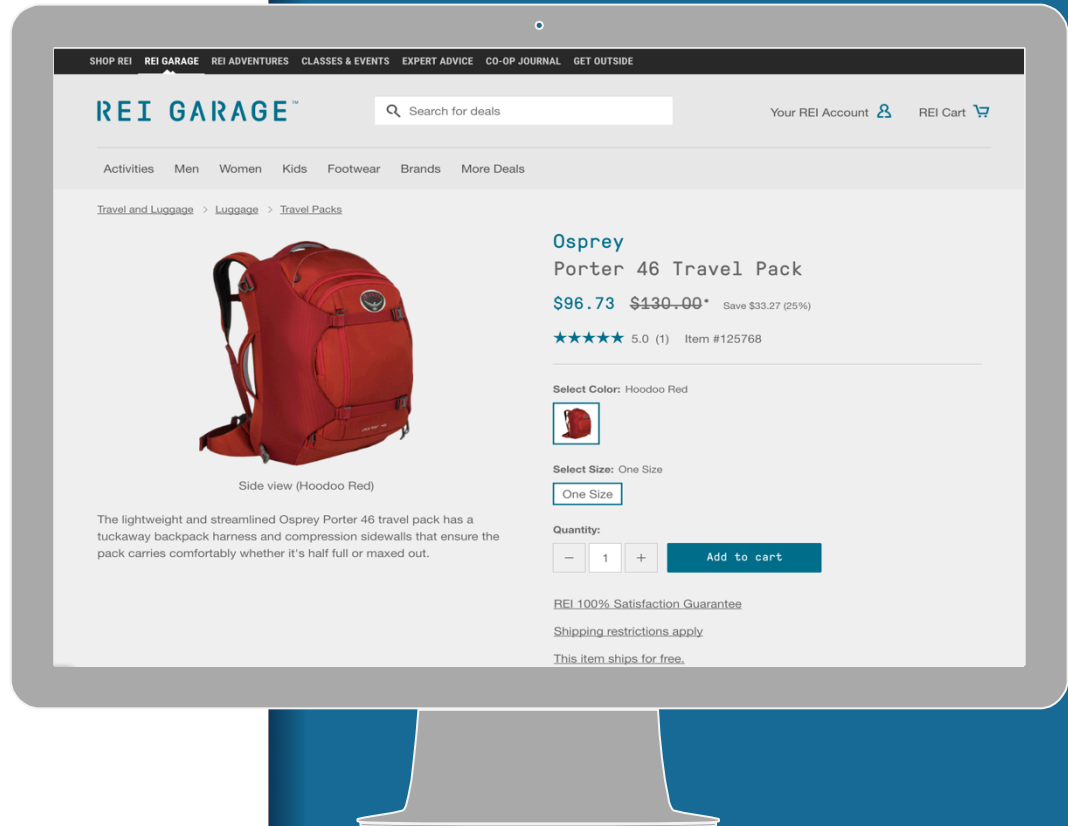 SHOP REI REI GARAGE REI ADVENTURES CLASSES & EVENTS EXPERT ADVICE CO-OP JOURNAL GET OUTSIDE
REI GARAGE™ Search for deals Your REI Account REI Cart
Activities Men Women Kids Footwear Brands More Deals
Travel and Luggage > Luggage > Travel Packs
Osprey
Porter 46 Travel Pack
$96.73 $130.00* Save $33.27 (25%)
★★★★★ 5.0 (1) Item #125768
Select Color: Hoodoo Red
Select Size: One Size
One Size
Quantity:
− 1 + Add to cart
REI 100% Satisfaction Guarantee
Shipping restrictions apply
This item ships for free.
Side view (Hoodoo Red)
The lightweight and streamlined Osprey Porter 46 travel pack has a
tuckaway backpack harness and compression sidewalls that ensure the
pack carries comfortably whether it's half full or maxed out.